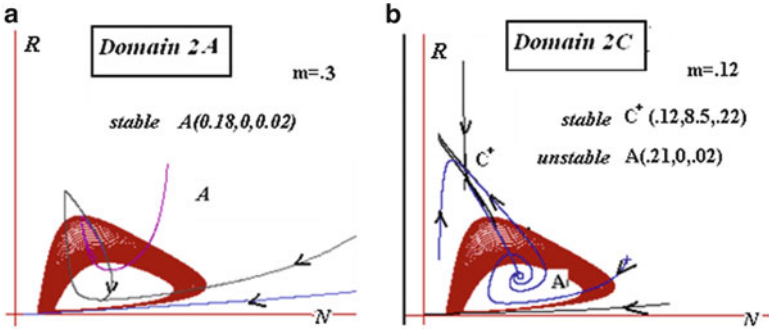 a
R
Domain 2A
m=.3
stable A(0.18,0,0.02)
A
N
b
R
Domain 2C
m=.12
stable C⁺ (.12,8.5,.22)
unstable A(.21,0,.02)
C⁺
A
N